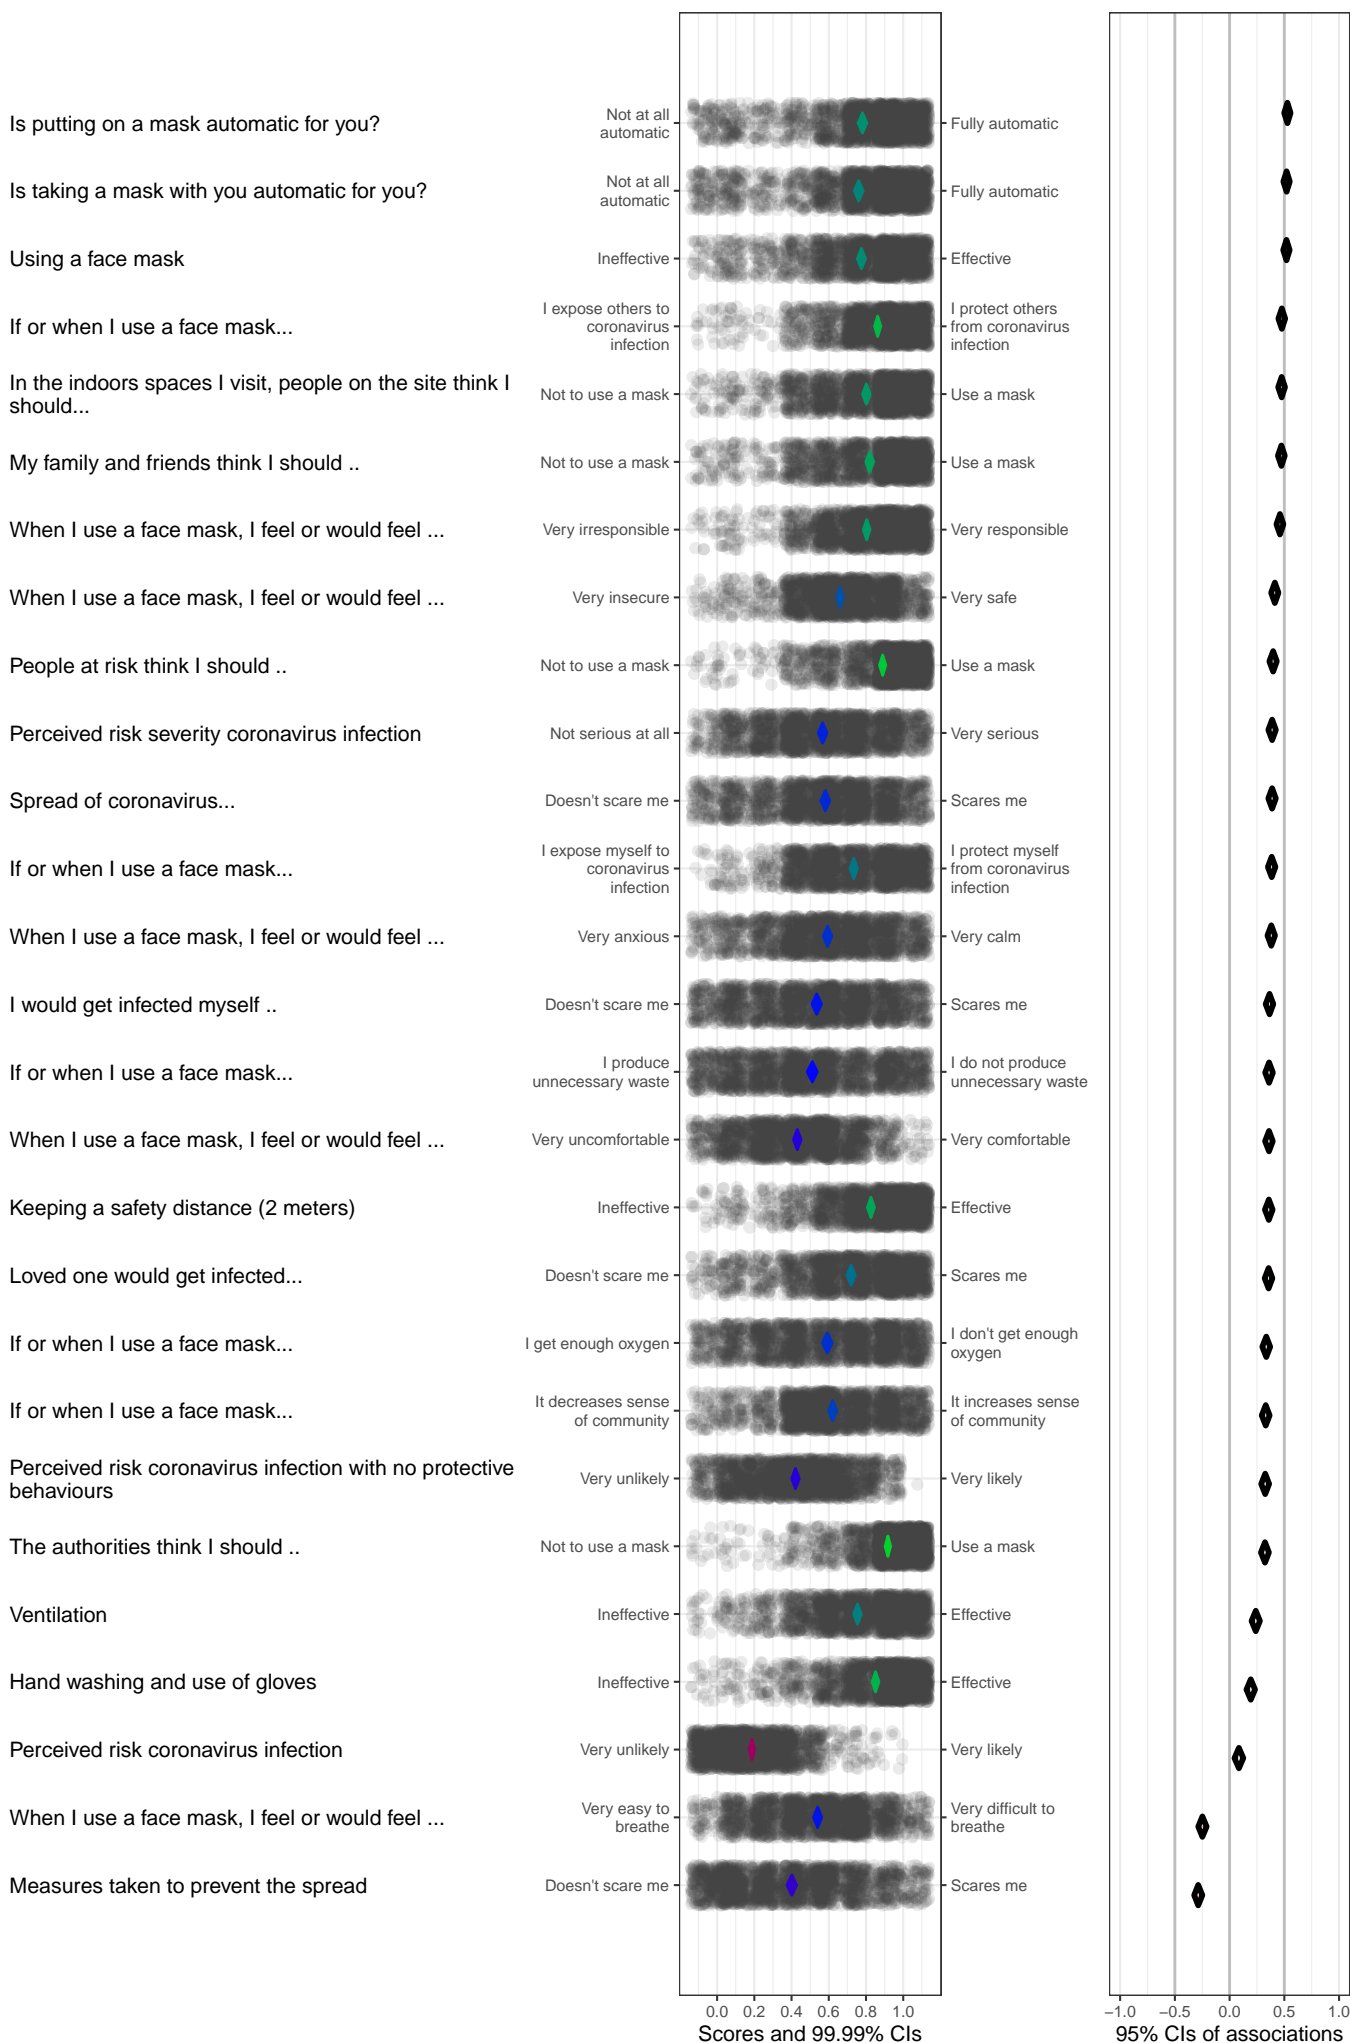 Is putting on a mask automatic for you?
Not at all
automatic
Fully automatic
Is taking a mask with you automatic for you?
Not at all
automatic
Fully automatic
Using a face mask
Ineffective
Effective
If or when I use a face mask...
I expose others to
coronavirus
infection
I protect others
from coronavirus
infection
In the indoors spaces I visit, people on the site think I
should...
Not to use a mask
Use a mask
My family and friends think I should ..
Not to use a mask
Use a mask
When I use a face mask, I feel or would feel ...
Very irresponsible
Very responsible
When I use a face mask, I feel or would feel ...
Very insecure
Very safe
People at risk think I should ..
Not to use a mask
Use a mask
Perceived risk severity coronavirus infection
Not serious at all
Very serious
Spread of coronavirus...
Doesn't scare me
Scares me
If or when I use a face mask...
I expose myself to
coronavirus
infection
I protect myself
from coronavirus
infection
When I use a face mask, I feel or would feel ...
Very anxious
Very calm
I would get infected myself ..
Doesn't scare me
Scares me
If or when I use a face mask...
I produce
unnecessary waste
I do not produce
unnecessary waste
When I use a face mask, I feel or would feel ...
Very uncomfortable
Very comfortable
Keeping a safety distance (2 meters)
Ineffective
Effective
Loved one would get infected...
Doesn't scare me
Scares me
If or when I use a face mask...
I get enough oxygen
I don't get enough
oxygen
If or when I use a face mask...
It decreases sense
of community
It increases sense
of community
Perceived risk coronavirus infection with no protective
behaviours
Very unlikely
Very likely
The authorities think I should ..
Not to use a mask
Use a mask
Ventilation
Ineffective
Effective
Hand washing and use of gloves
Ineffective
Effective
Perceived risk coronavirus infection
Very unlikely
Very likely
When I use a face mask, I feel or would feel ...
Very easy to
breathe
Very difficult to
breathe
Measures taken to prevent the spread
Doesn't scare me
Scares me
0.0 0.2 0.4 0.6 0.8 1.0
Scores and 99.99% CIs
−1.0 −0.5 0.0 0.5 1.0
95% CIs of associations